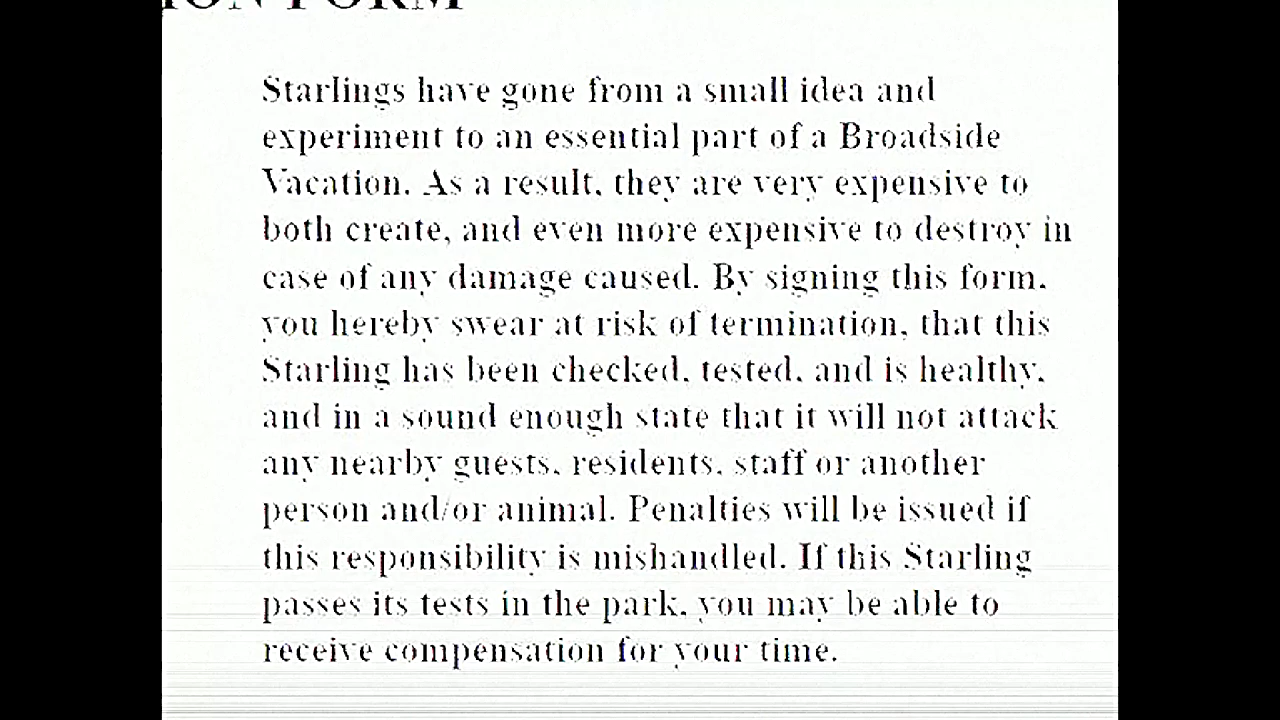 ION FORM
Starlings have gone from a small idea and
experiment to an essential part of a Broadside
Vacation. As a result, they are very expensive to
both create, and even more expensive to destroy in
case of any damage caused. By signing this form,
you hereby swear at risk of termination, that this
Starling has been checked, tested, and is healthy,
and in a sound enough state that it will not attack
any nearby guests, residents, staff or another
person and/or animal. Penalties will be issued if
this responsibility is mishandled. If this Starling
passes its tests in the park, you may be able to
receive compensation for your time.